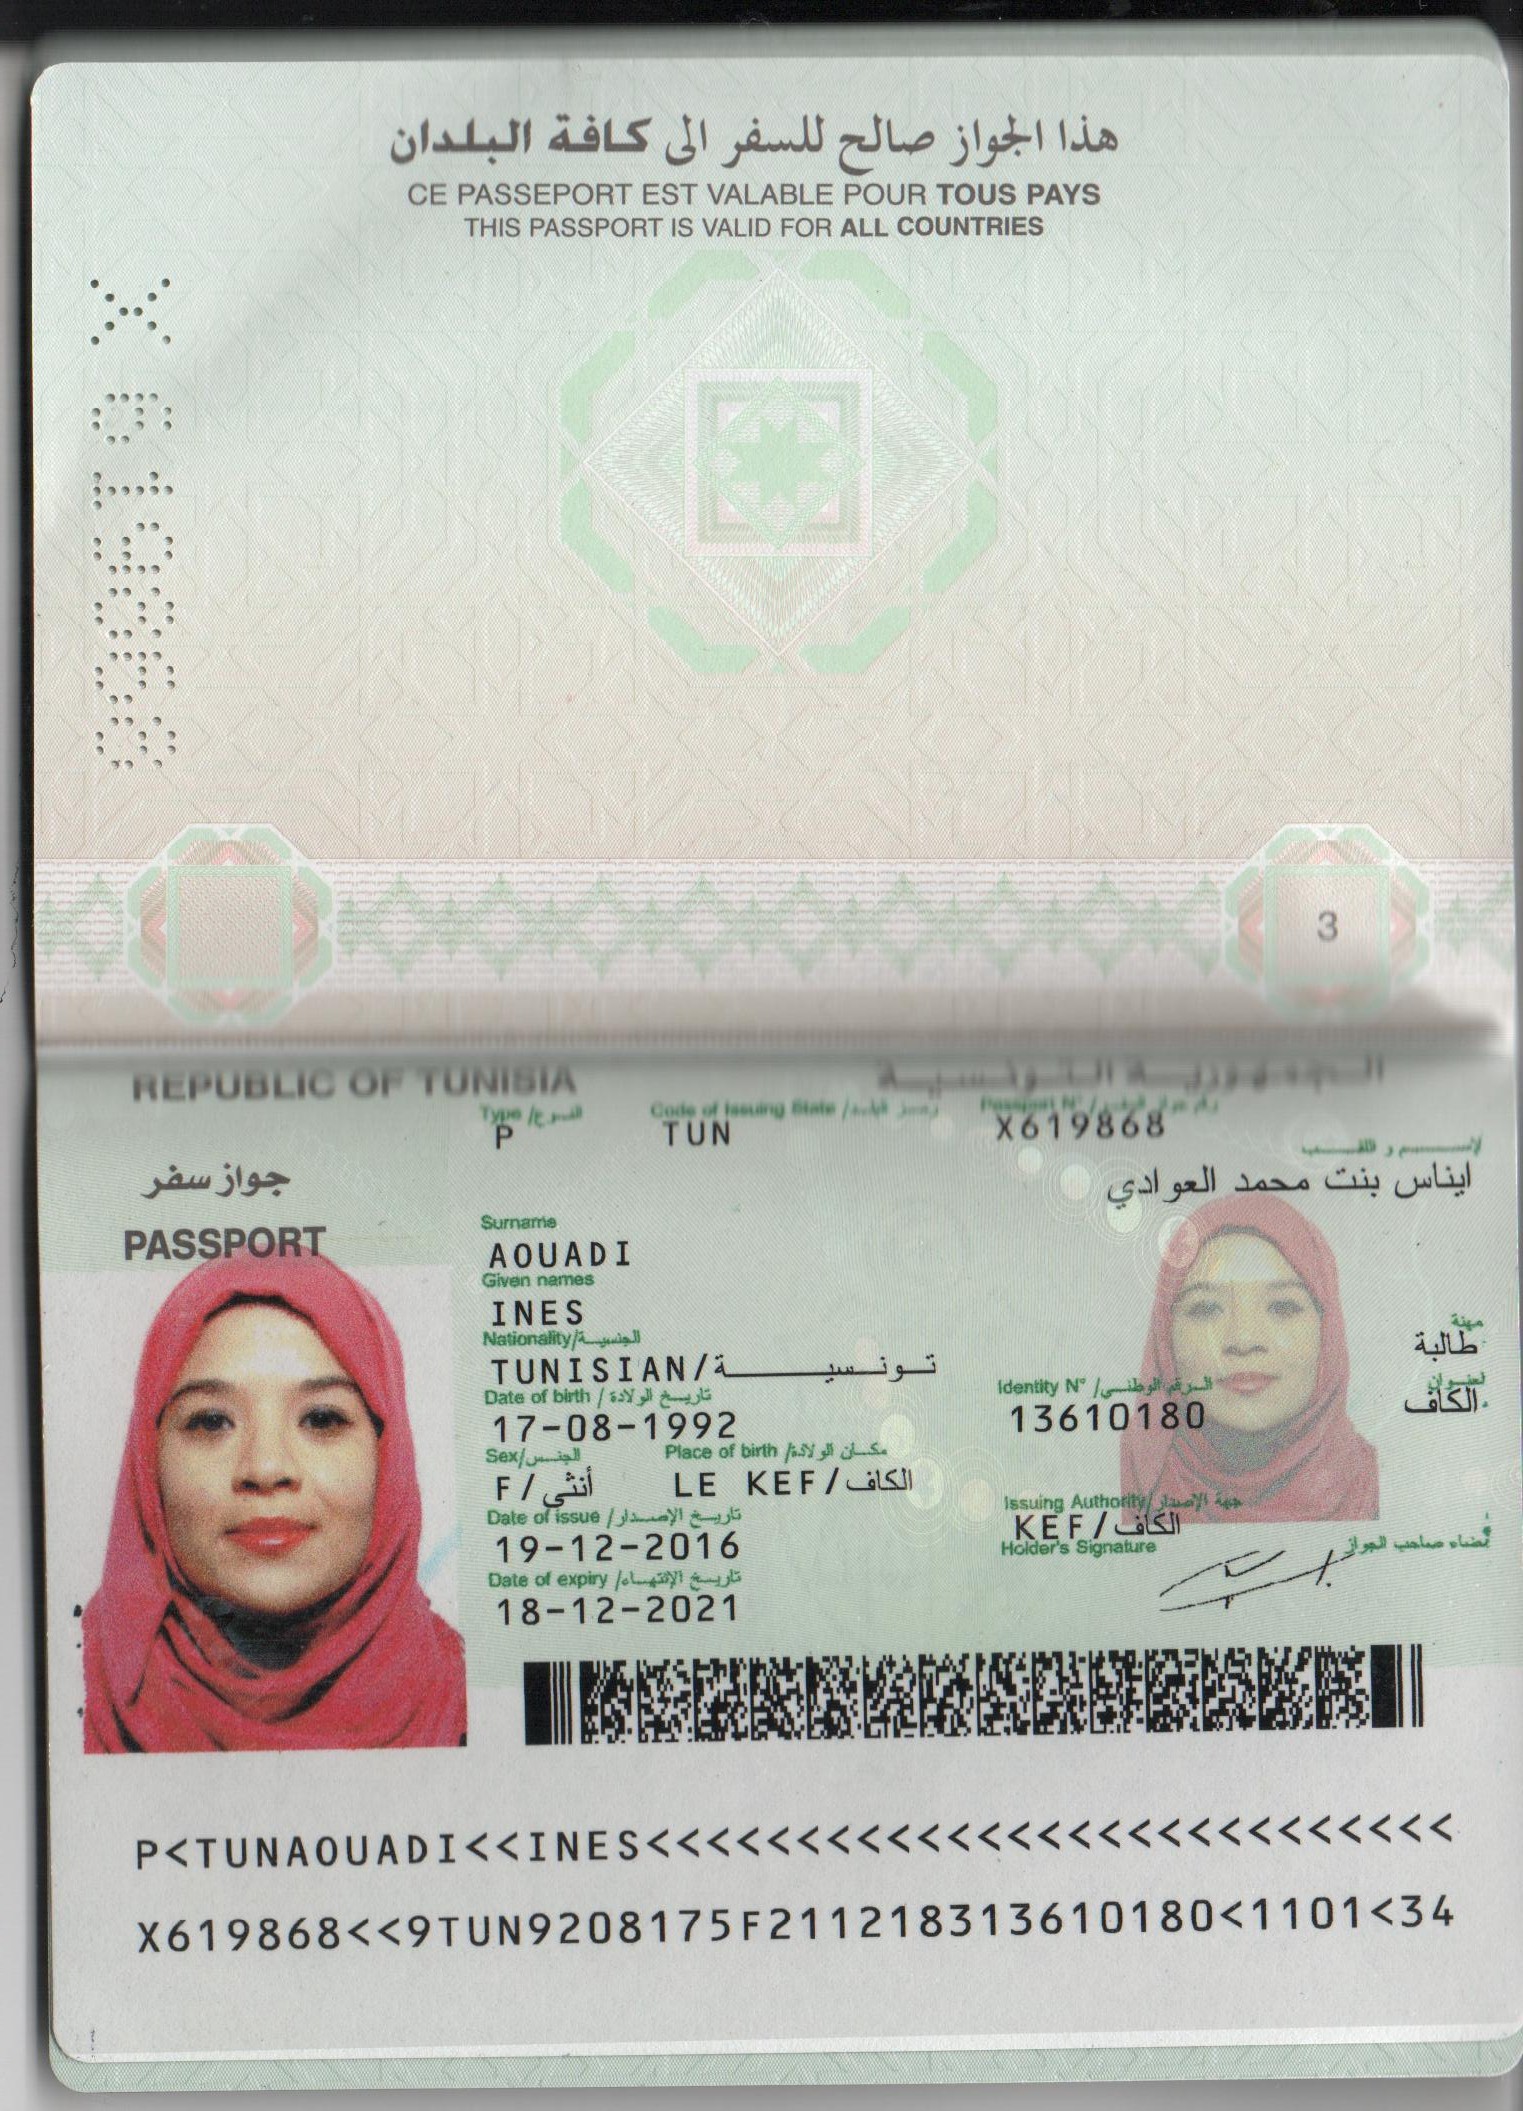 هذا الجواز صالح للسفر الى كافة البلدان
CE PASSEPORT EST VALABLE POUR TOUS PAYS
THIS PASSPORT IS VALID FOR ALL COUNTRIES
X619868
3
REPUBLIC OF TUNISIA الجمهورية التونسية
Type / النوع Code of Issuing State / رمز البلد Passport N° / رقم جواز السفر
P TUN X619868
الإسم و اللقب
جواز سفر ايناس بنت محمد العوادي
PASSPORT
Surname
AOUADI
Given names
INES
مهنة
طالبة
Nationality/الجنسية
TUNISIAN/تونسية
Date of birth / تاريخ الولادة Identity N° / الرقم الوطني العنوان
17-08-1992 13610180 الكاف
Sex/الجنس Place of birth / مكان الولادة
F/أنثى LE KEF/الكاف
Date of issue / تاريخ الإصدار Issuing Authority/جهة الإصدار
19-12-2016 KEF/الكاف
Holder's Signature إمضاء صاحب الجواز
Date of expiry / تاريخ الإنتهاء
18-12-2021
P<TUNAOUADI<<INES<<<<<<<<<<<<<<<<<<<<<<<<<<<
X619868<<9TUN9208175F211218313610180<1101<34